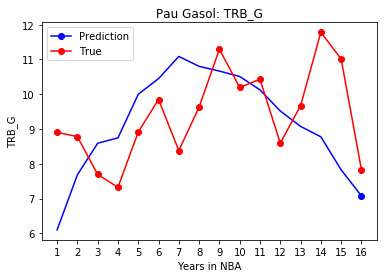 Pau Gasol: TRB_G
Prediction
True
12
11
10
9
8
7
6
TRB_G
1 2 3 4 5 6 7 8 9 10 11 12 13 14 15 16
Years in NBA